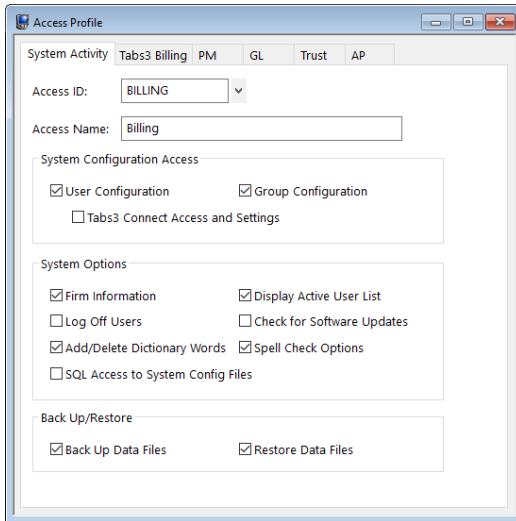 Access Profile
System Activity Tabs3 Billing PM GL Trust AP
Access ID: BILLING
Access Name: Billing
System Configuration Access
User Configuration Group Configuration
Tabs3 Connect Access and Settings
System Options
Firm Information Display Active User List
Log Off Users Check for Software Updates
Add/Delete Dictionary Words Spell Check Options
SQL Access to System Config Files
Back Up/Restore
Back Up Data Files Restore Data Files